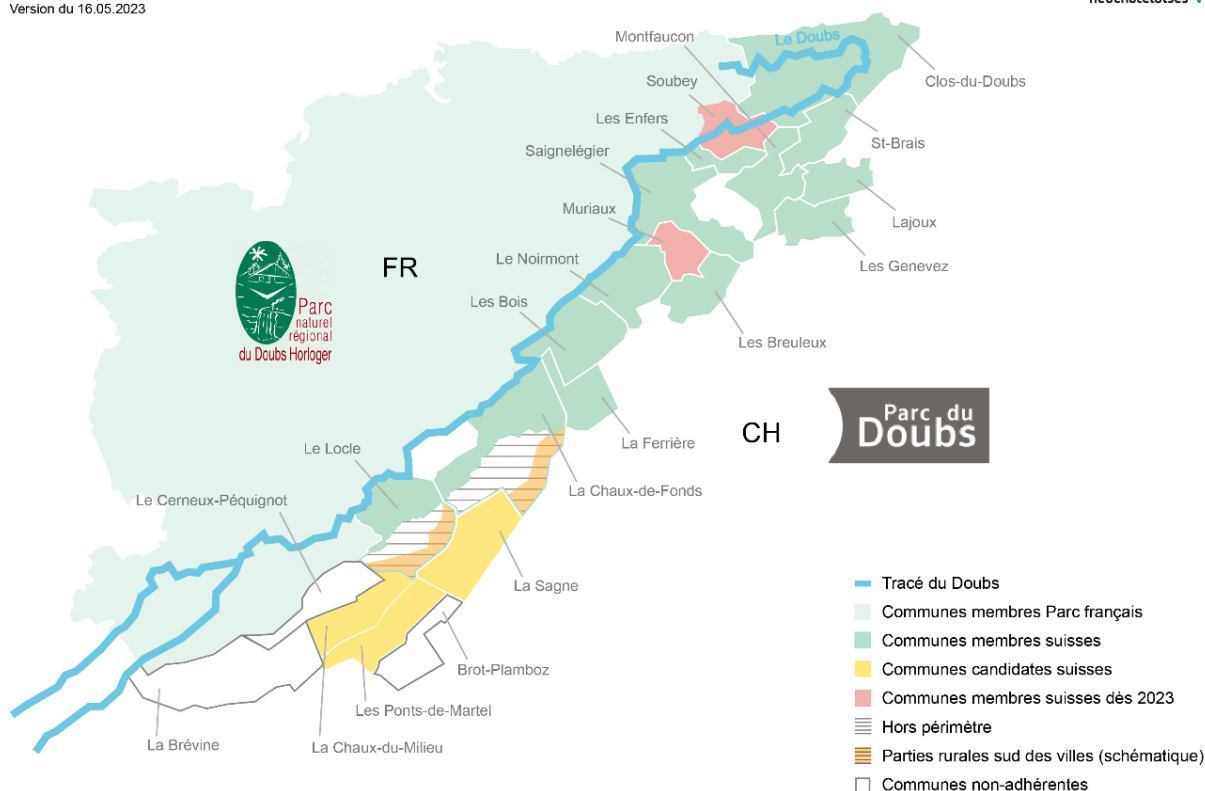 Version du 16.05.2023
neuchâteloises
Montfaucon
Le Doubs
Soubey
Clos-du-Doubs
Les Enfers
St-Brais
Saignelégier
Muriaux
Lajoux
Le Noirmont
FR
Les Genevez
Les Bois
Parc
naturel
régional
du Doubs Horloger
Les Breuleux
Parc du
Doubs
CH
La Ferrière
Le Locle
La Chaux-de-Fonds
Le Cerneux-Péquignot
La Sagne
Brot-Plamboz
Les Ponts-de-Martel
La Brévine
La Chaux-du-Milieu
Tracé du Doubs
Communes membres Parc français
Communes membres suisses
Communes candidates suisses
Communes membres suisses dès 2023
Hors périmètre
Parties rurales sud des villes (schématique)
Communes non-adhérentes